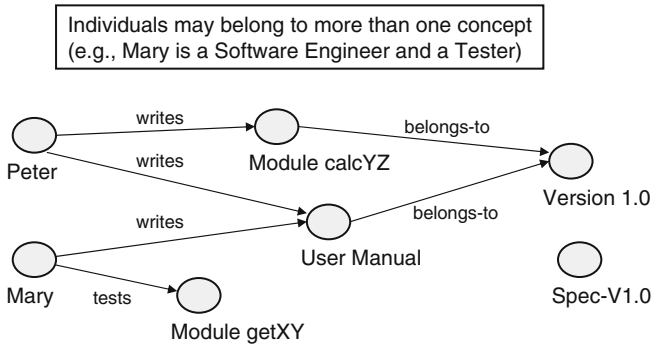 Individuals may belong to more than one concept
(e.g., Mary is a Software Engineer and a Tester)
writes
belongs-to
Peter
Module calcYZ
writes
Version 1.0
writes
belongs-to
User Manual
Mary
tests
Spec-V1.0
Module getXY